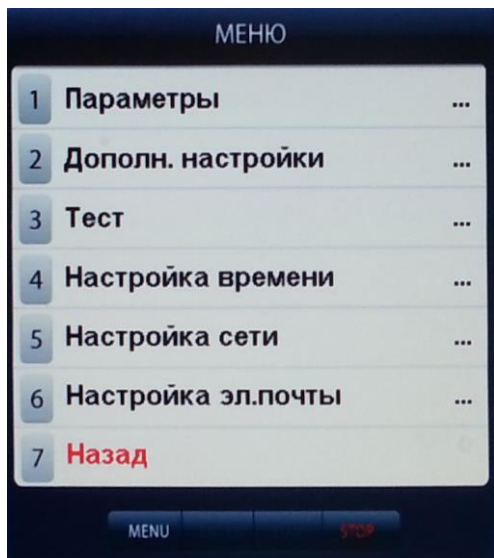 МЕНЮ
1 Параметры ...
2 Дополн. настройки ...
3 Тест ...
4 Настройка времени ...
5 Настройка сети ...
6 Настройка эл.почты ...
7 Назад
MENU STOP